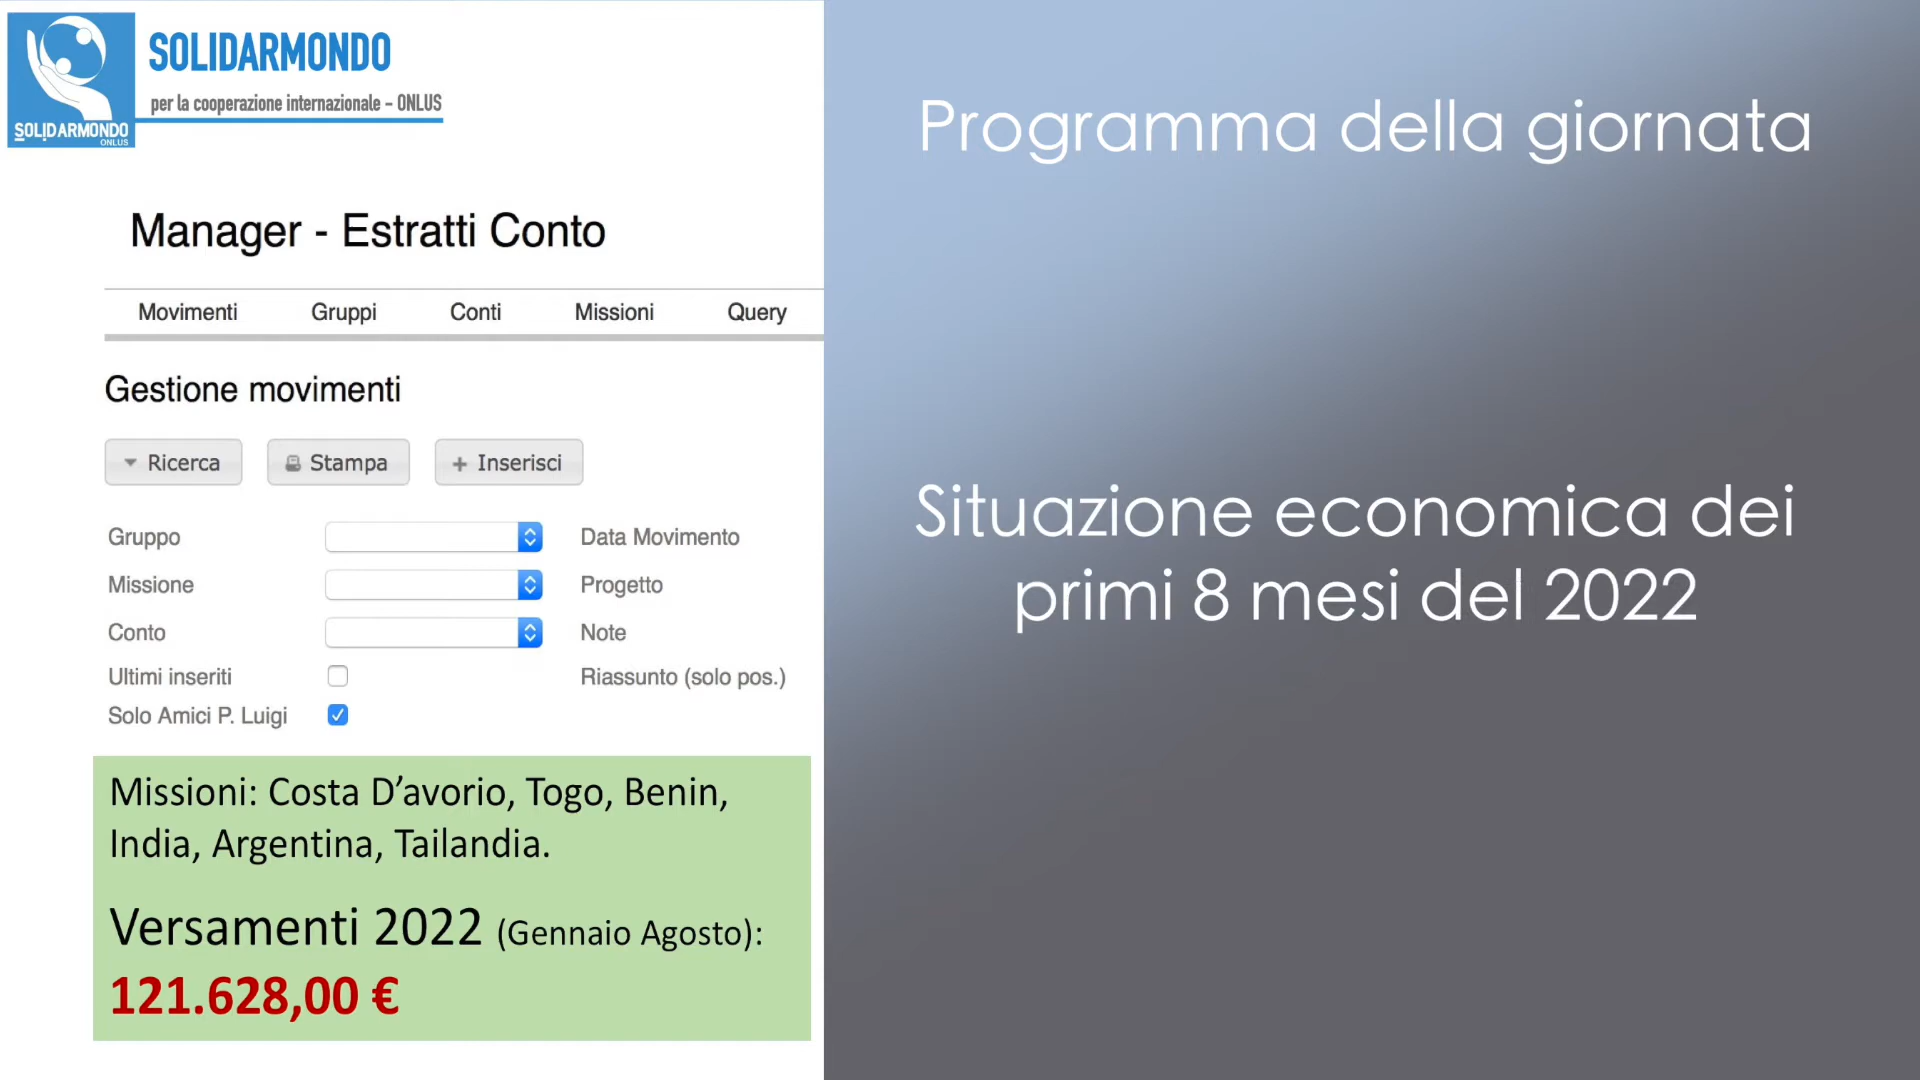 SOLIDARMONDO
per la cooperazione internazionale - ONLUS
SOLIDARMONDO
ONLUS
Manager - Estratti Conto
Movimenti Gruppi Conti Missioni Query
Gestione movimenti
Ricerca Stampa + Inserisci
Gruppo Data Movimento
Missione Progetto
Conto Note
Ultimi inseriti Riassunto (solo pos.)
Solo Amici P. Luigi
Missioni: Costa D’avorio, Togo, Benin,
India, Argentina, Tailandia.
Versamenti 2022 (Gennaio Agosto):
121.628,00 €
Programma della giornata
Situazione economica dei
primi 8 mesi del 2022